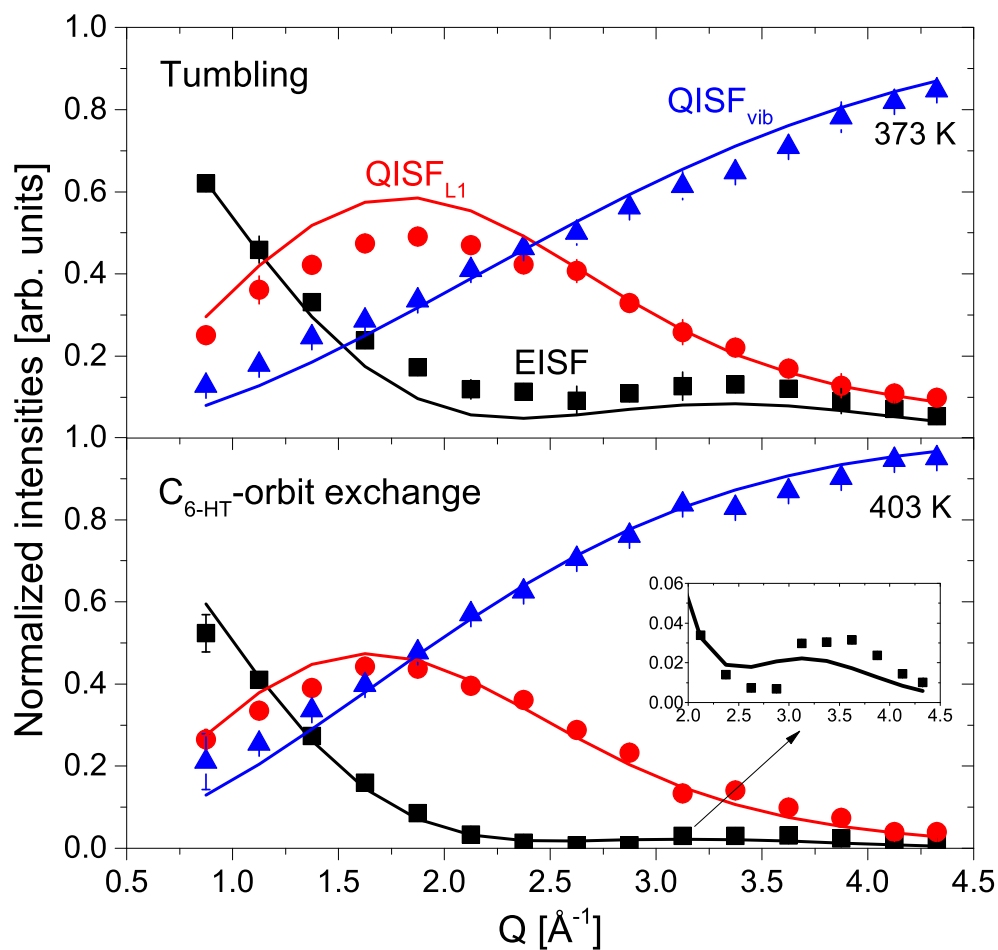 Normalized intensities [arb. units]
1.0
0.8
0.6
0.4
0.2
1.0
0.8
0.6
0.4
0.2
0.0
Tumbling
QISF_vib
373 K
QISF_L1
EISF
C_6-HT-orbit exchange
403 K
0.06
0.04
0.02
0.00
2.0 2.5 3.0 3.5 4.0 4.5
0.5 1.0 1.5 2.0 2.5 3.0 3.5 4.0 4.5
Q [Å⁻¹]